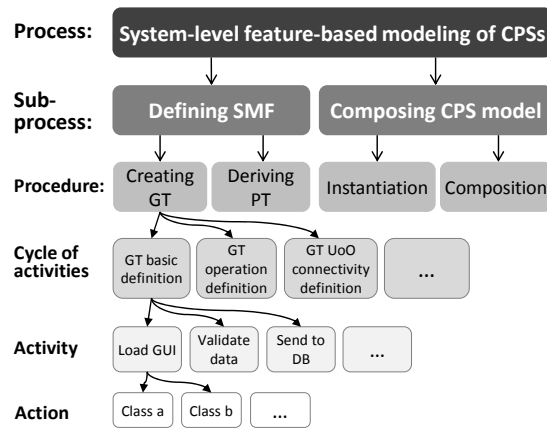 Process:
System-level feature-based modeling of CPSs
Sub-
process:
Defining SMF
Composing CPS model
Procedure:
Creating
GT
Deriving
PT
Instantiation
Composition
Cycle of
activities
GT basic
definition
GT
operation
definition
GT UoO
connectivity
definition
...
Activity
Load GUI
Validate
data
Send to
DB
...
Action
Class a
Class b
...